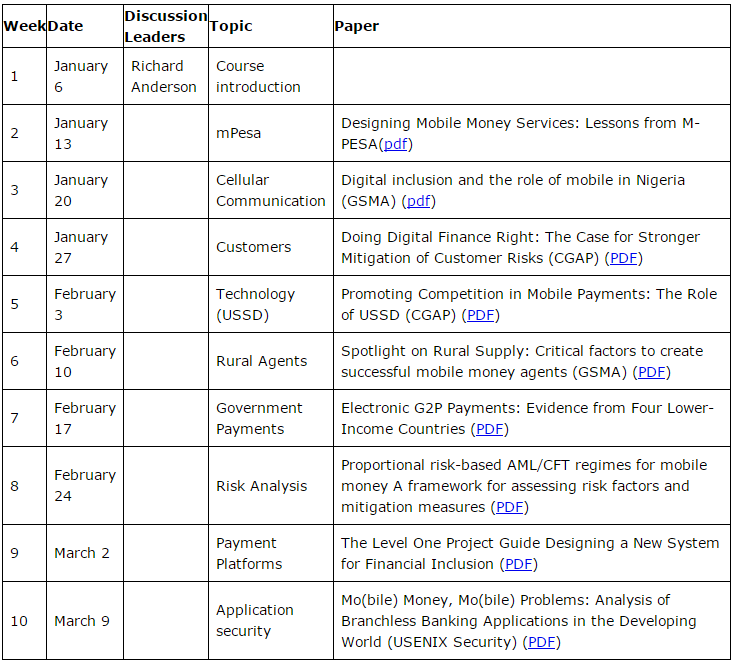 Week Date Discussion Leaders Topic Paper
1 January 6 Richard Anderson Course introduction
2 January 13 mPesa Designing Mobile Money Services: Lessons from M-PESA(pdf)
3 January 20 Cellular Communication Digital inclusion and the role of mobile in Nigeria (GSMA) (pdf)
4 January 27 Customers Doing Digital Finance Right: The Case for Stronger Mitigation of Customer Risks (CGAP) (PDF)
5 February 3 Technology (USSD) Promoting Competition in Mobile Payments: The Role of USSD (CGAP) (PDF)
6 February 10 Rural Agents Spotlight on Rural Supply: Critical factors to create successful mobile money agents (GSMA) (PDF)
7 February 17 Government Payments Electronic G2P Payments: Evidence from Four Lower-Income Countries (PDF)
8 February 24 Risk Analysis Proportional risk-based AML/CFT regimes for mobile money A framework for assessing risk factors and mitigation measures (PDF)
9 March 2 Payment Platforms The Level One Project Guide Designing a New System for Financial Inclusion (PDF)
10 March 9 Application security Mo(bile) Money, Mo(bile) Problems: Analysis of Branchless Banking Applications in the Developing World (USENIX Security) (PDF)